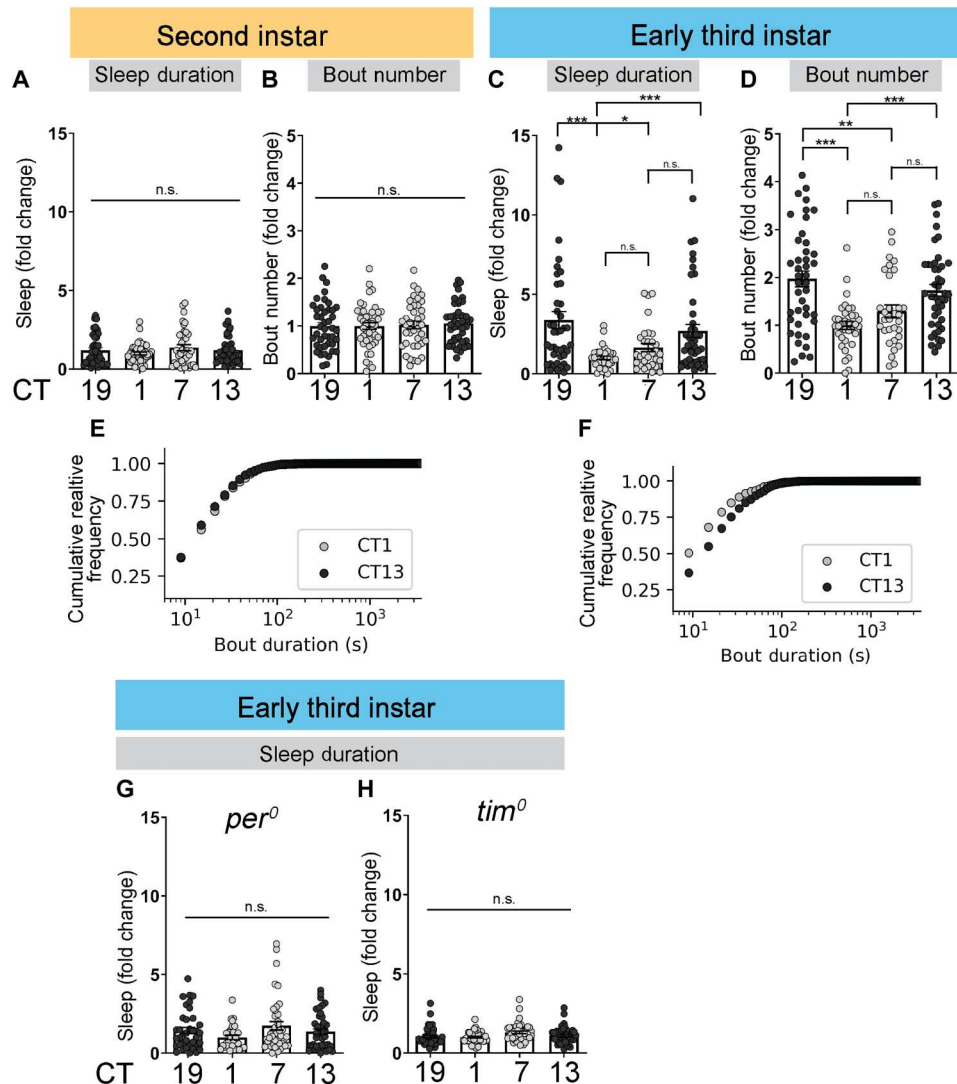 Second instar
Early third instar
A
Sleep duration
B
Bout number
C
Sleep duration
D
Bout number
Sleep (fold change)
15
10
5
0
n.s.
CT
19 1 7 13
Bout number (fold change)
5
4
3
2
1
0
n.s.
19 1 7 13
Sleep (fold change)
15
10
5
0
***
*** *
n.s.
n.s.
19 1 7 13
Bout number (fold change)
5
4
3
2
1
0
***
**
***
n.s.
n.s.
19 1 7 13
E
Cumulative realtive
frequency
1.00
0.75
0.50
0.25
CT1
CT13
10¹ 10² 10³
Bout duration (s)
F
Cumulative realtive
frequency
1.00
0.75
0.50
0.25
CT1
CT13
10¹ 10² 10³
Bout duration (s)
Early third instar
Sleep duration
G
per⁰
Sleep (fold change)
15
10
5
0
n.s.
CT
19 1 7 13
H
tim⁰
Sleep (fold change)
15
10
5
0
n.s.
19 1 7 13